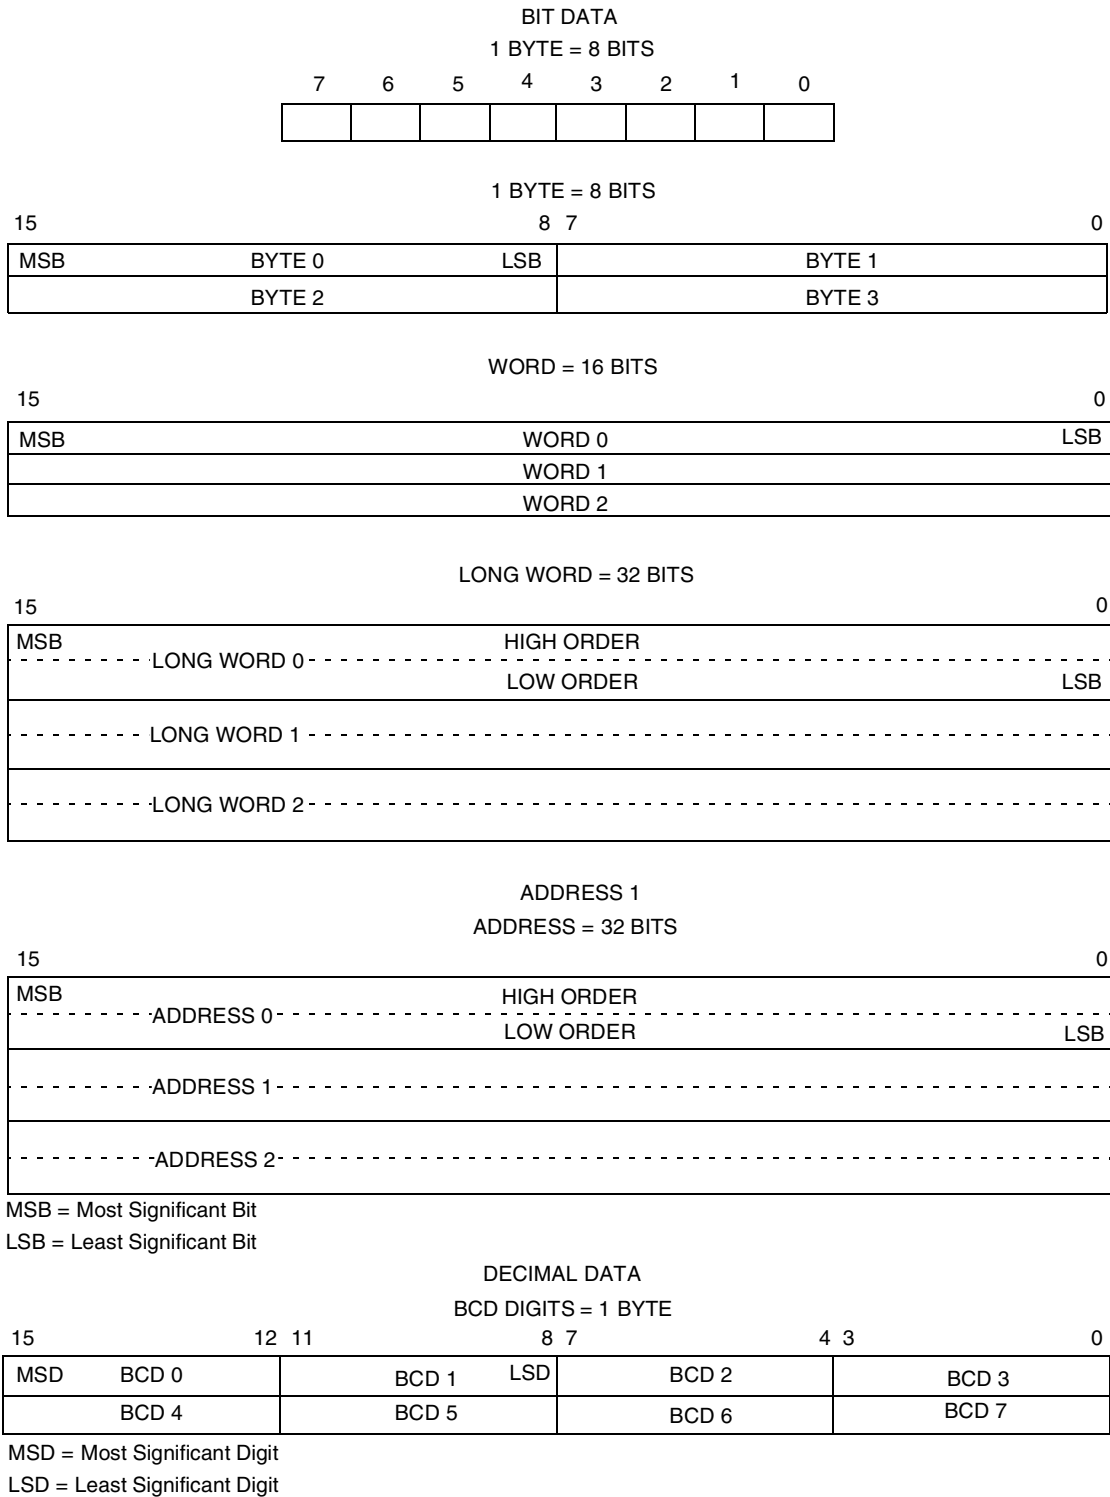 BIT DATA
1 BYTE = 8 BITS
7 6 5 4 3 2 1 0
1 BYTE = 8 BITS
15 8 7 0
MSB BYTE 0 LSB BYTE 1
BYTE 2 BYTE 3
WORD = 16 BITS
15 0
MSB WORD 0 LSB
WORD 1
WORD 2
LONG WORD = 32 BITS
15 0
MSB HIGH ORDER
LONG WORD 0
LOW ORDER LSB
LONG WORD 1
LONG WORD 2
ADDRESS 1
ADDRESS = 32 BITS
15 0
MSB HIGH ORDER
ADDRESS 0
LOW ORDER LSB
ADDRESS 1
ADDRESS 2
MSB = Most Significant Bit
LSB = Least Significant Bit
DECIMAL DATA
BCD DIGITS = 1 BYTE
15 12 11 8 7 4 3 0
MSD BCD 0 BCD 1 LSD BCD 2 BCD 3
BCD 4 BCD 5 BCD 6 BCD 7
MSD = Most Significant Digit
LSD = Least Significant Digit